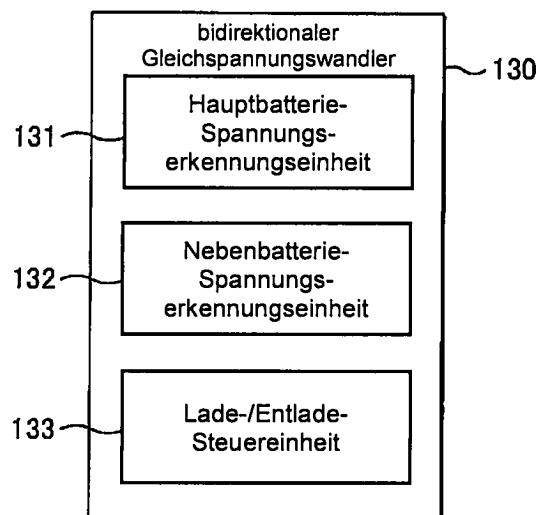 bidirektionaler
Gleichspannungswandler
130
Hauptbatterie-
Spannungs-
erkennungseinheit
131
Nebenbatterie-
Spannungs-
erkennungseinheit
132
Lade-/Entlade-
Steuereinheit
133